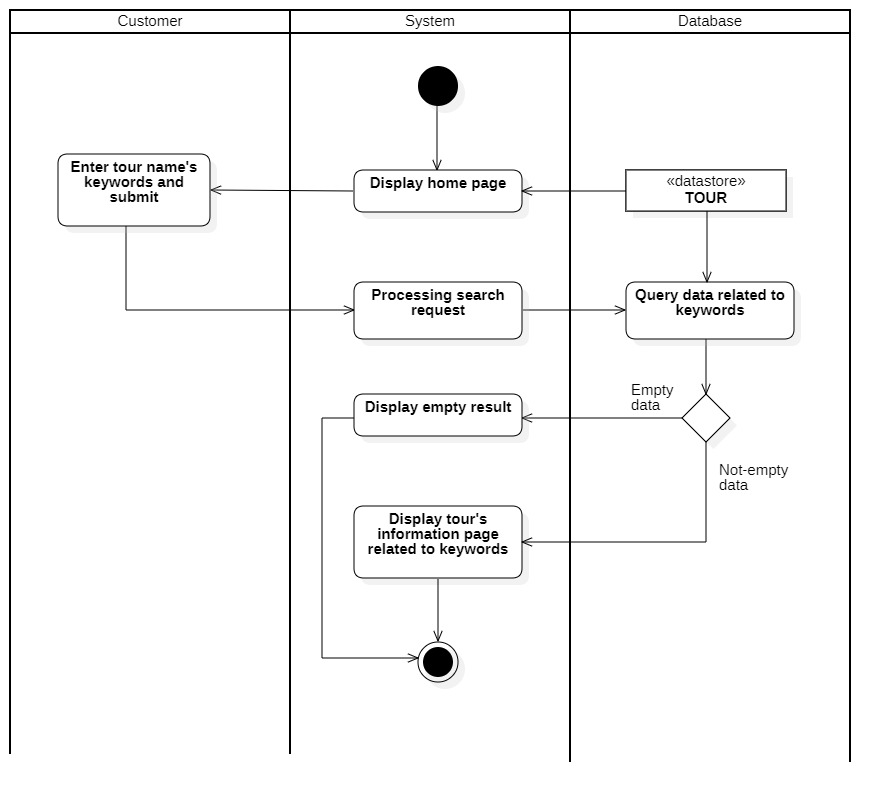 Customer
System
Database
Enter tour name's
keywords and
submit
Display home page
«datastore»
TOUR
Processing search
request
Query data related to
keywords
Display empty result
Empty
data
Not-empty
data
Display tour's
information page
related to keywords